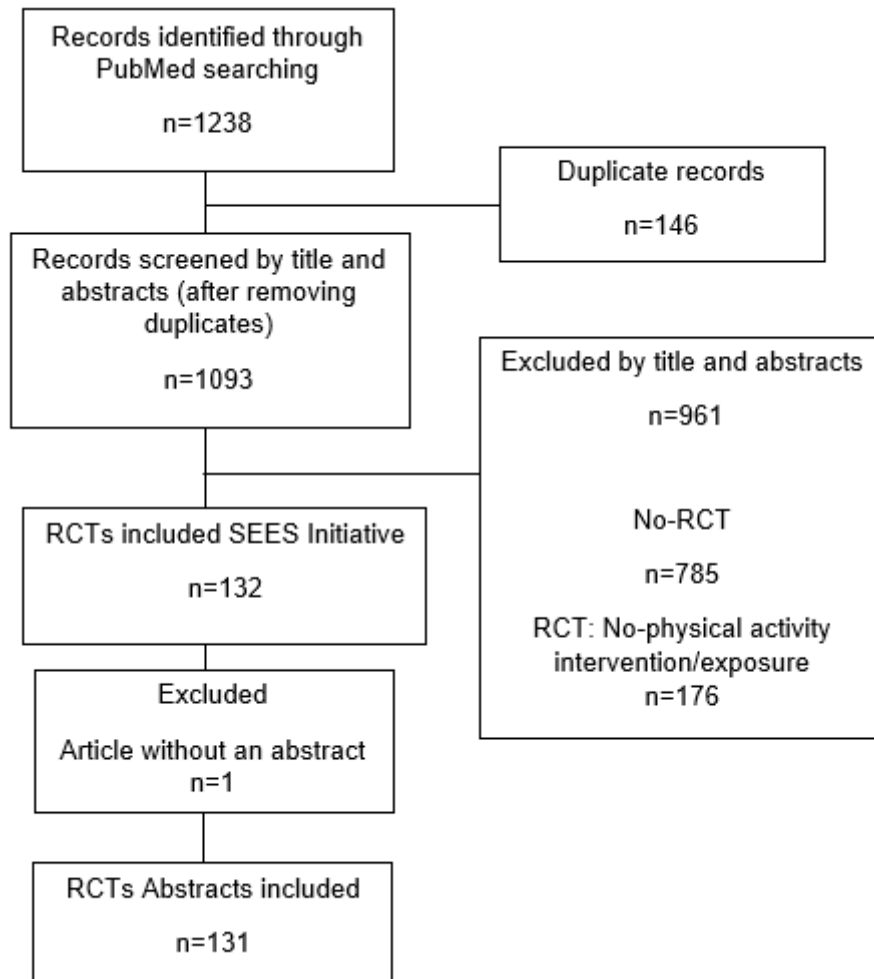 Records identified through
PubMed searching
n=1238
Duplicate records
n=146
Records screened by title and
abstracts (after removing
duplicates)
n=1093
Excluded by title and abstracts
n=961
No-RCT
n=785
RCT: No-physical activity
intervention/exposure
n=176
RCTs included SEES Initiative
n=132
Excluded
Article without an abstract
n=1
RCTs Abstracts included
n=131